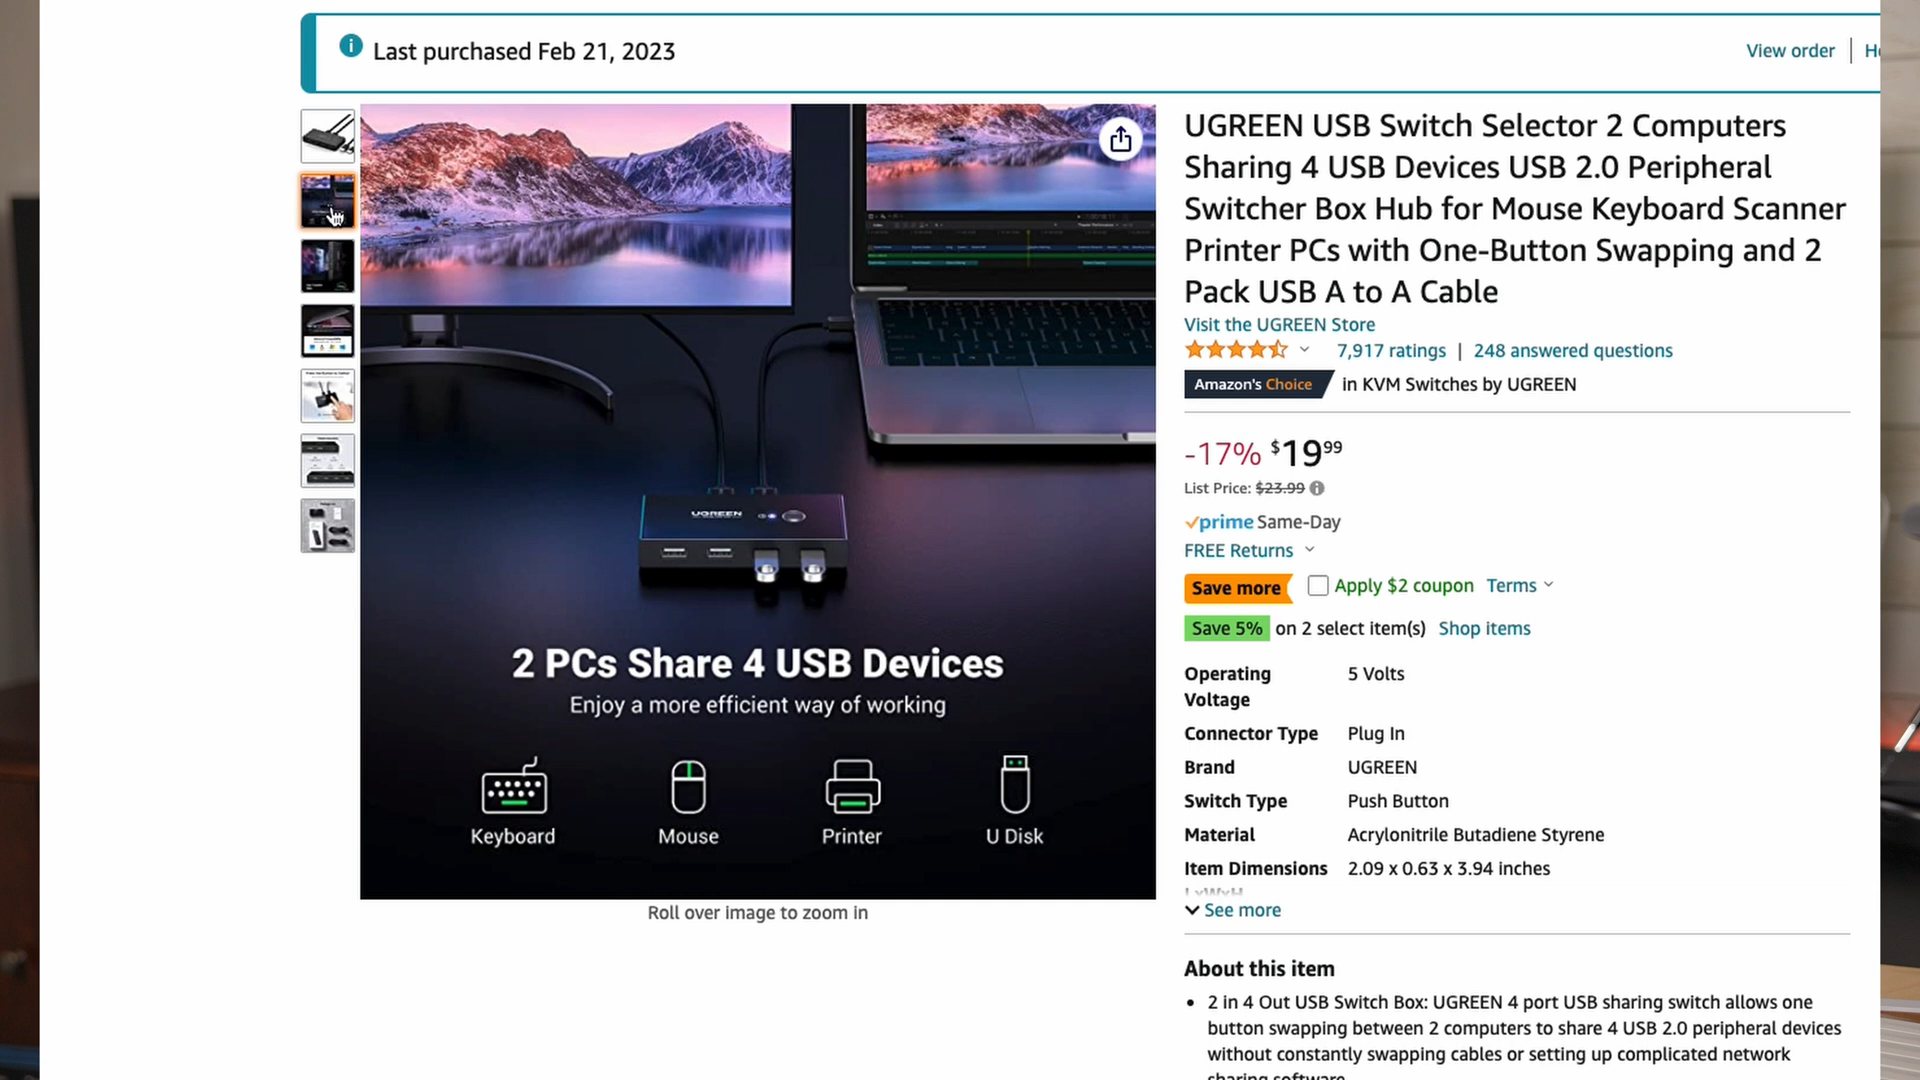 Last purchased Feb 21, 2023
View order
UGREEN USB Switch Selector 2 Computers
Sharing 4 USB Devices USB 2.0 Peripheral
Switcher Box Hub for Mouse Keyboard Scanner
Printer PCs with One-Button Swapping and 2
Pack USB A to A Cable
Visit the UGREEN Store
7,917 ratings | 248 answered questions
Amazon's Choice in KVM Switches by UGREEN
-17% $19.99
List Price: $23.99
prime Same-Day
FREE Returns
Save more Apply $2 coupon Terms
Save 5% on 2 select item(s) Shop items
Operating Voltage 5 Volts
Connector Type Plug In
Brand UGREEN
Switch Type Push Button
Material Acrylonitrile Butadiene Styrene
Item Dimensions 2.09 x 0.63 x 3.94 inches
LxWxH
See more
About this item
• 2 in 4 Out USB Switch Box: UGREEN 4 port USB sharing switch allows one
button swapping between 2 computers to share 4 USB 2.0 peripheral devices
without constantly swapping cables or setting up complicated network
sharing software
UGREEN
2 PCs Share 4 USB Devices
Enjoy a more efficient way of working
Keyboard
Mouse
Printer
U Disk
Roll over image to zoom in